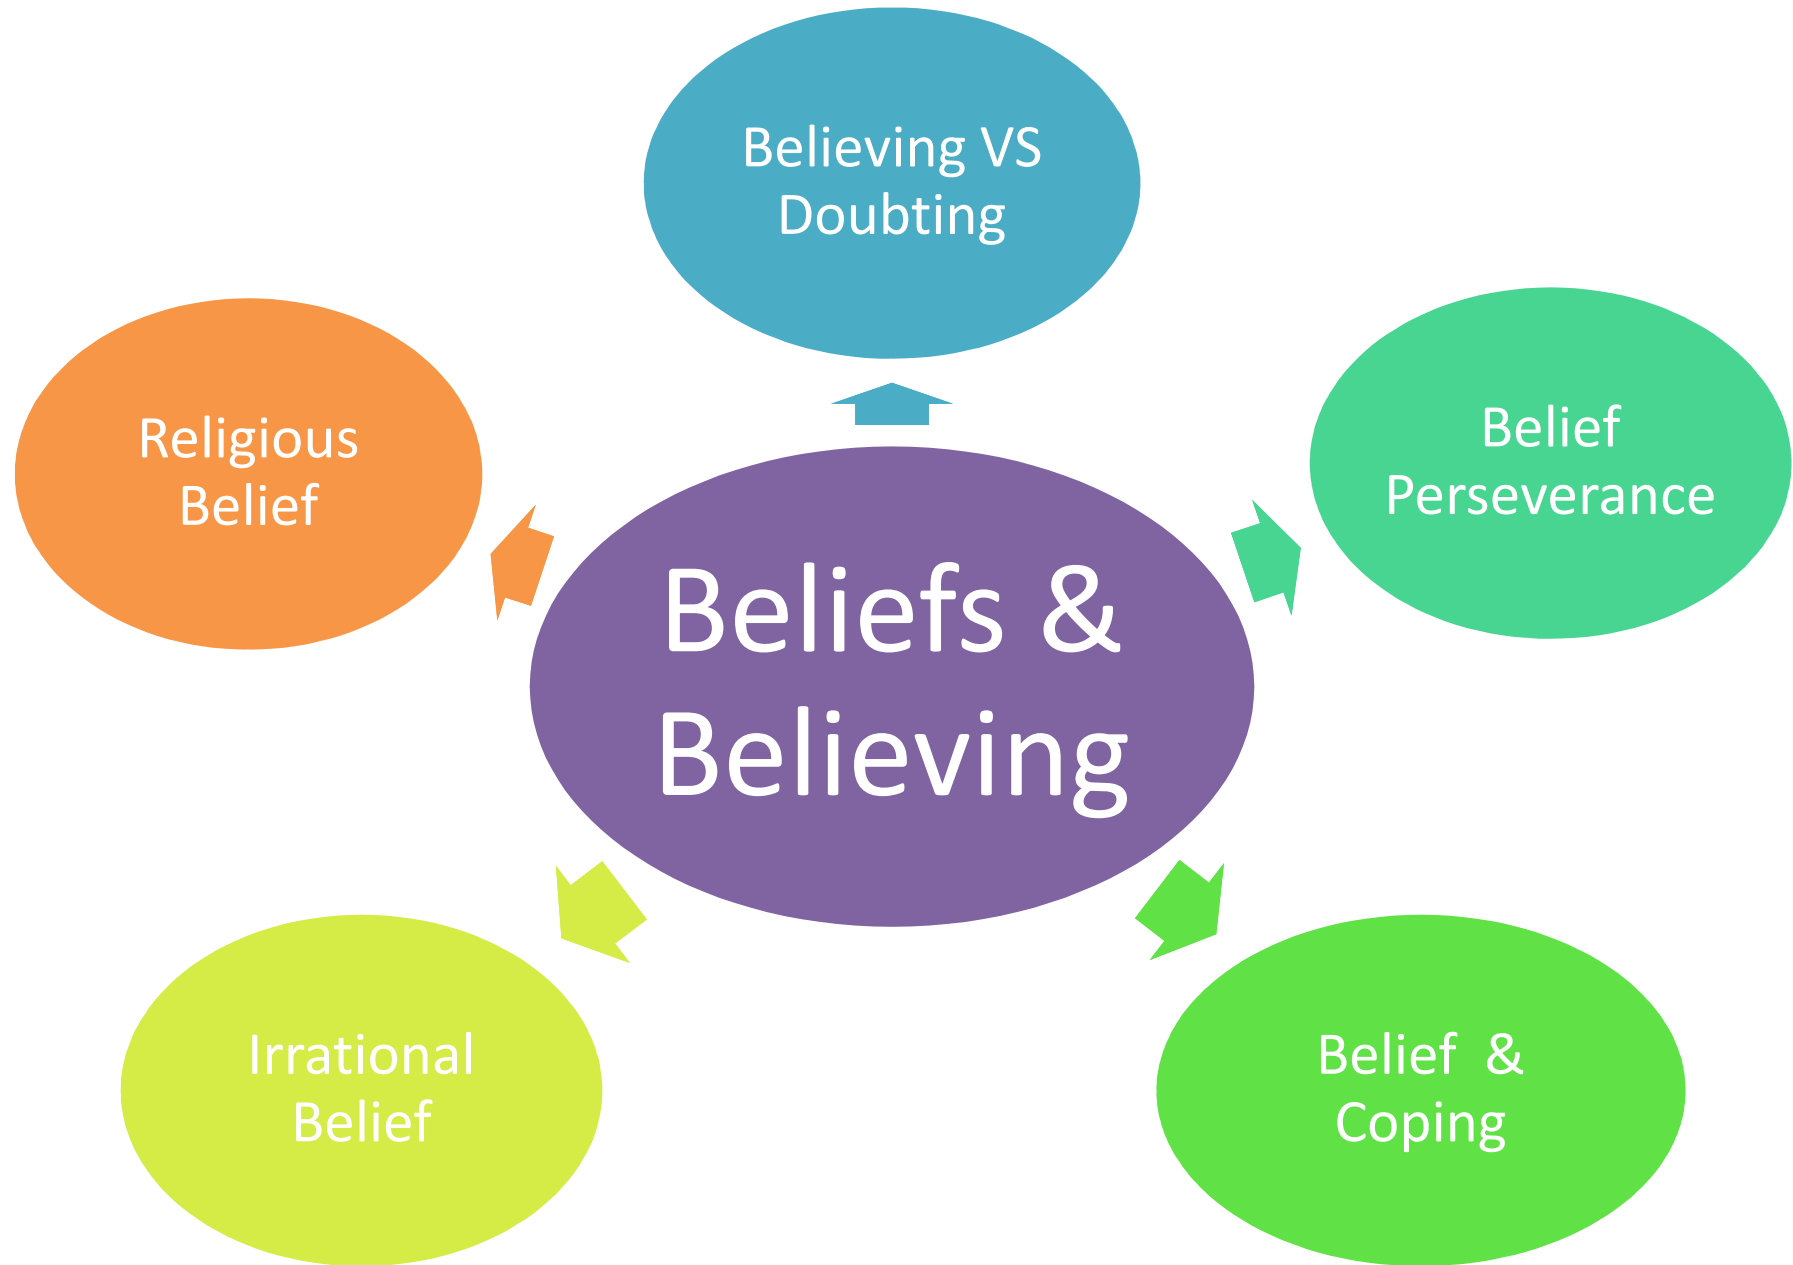 Believing VS
Doubting
Religious
Belief
Belief
Perseverance
Beliefs &
Believing
Irrational
Belief
Belief  &
Coping